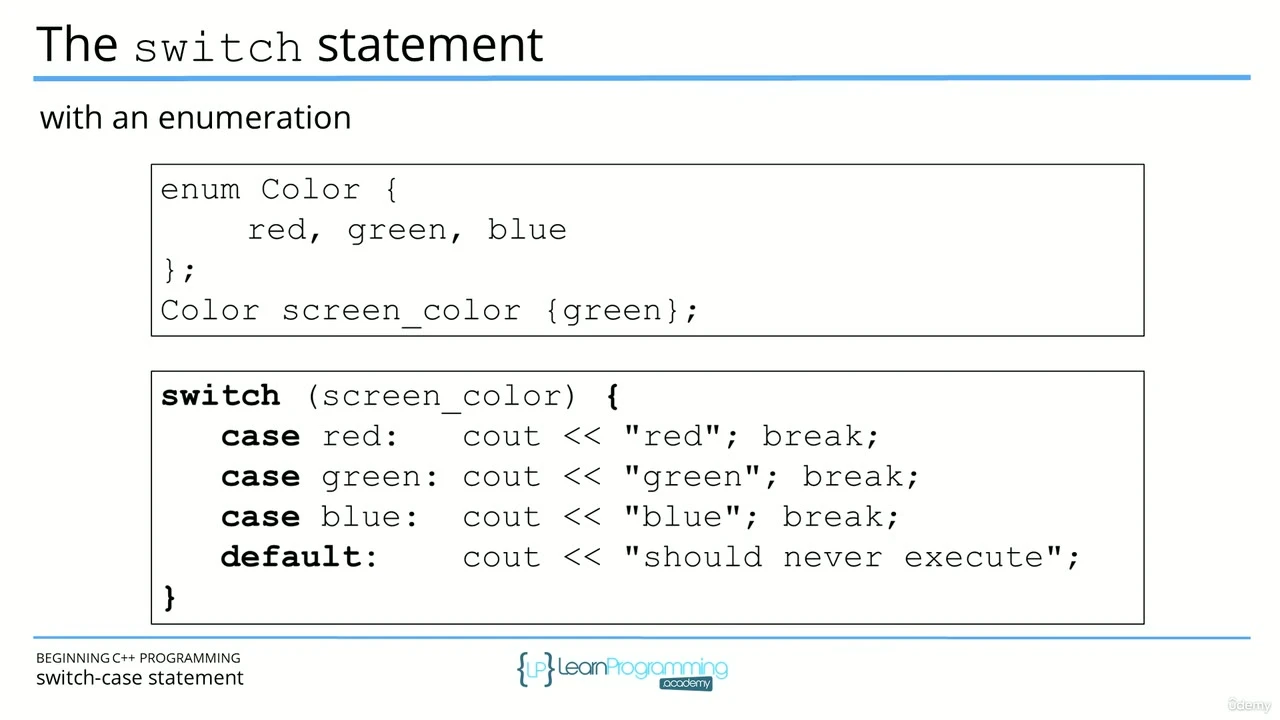 The switch statement
with an enumeration
enum Color {
     red, green, blue
};
Color screen_color {green};
switch (screen_color) {
   case red:   cout << "red"; break;
   case green: cout << "green"; break;
   case blue:  cout << "blue"; break;
   default:    cout << "should never execute";
}
BEGINNING C++ PROGRAMMING
switch-case statement
{LP} LearnProgramming
.academy
ûdemy